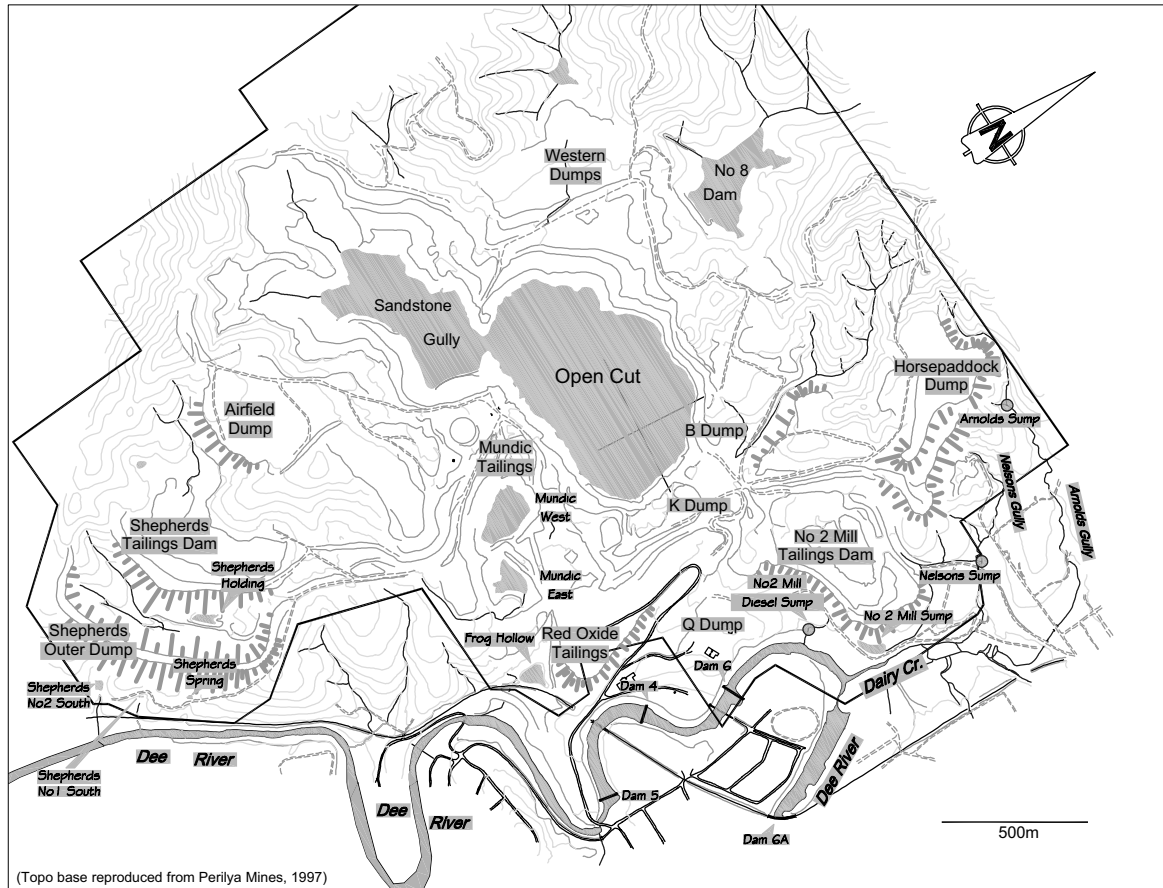 N
Western
Dumps
No 8
Dam
Sandstone
Gully
Open Cut
Horsepaddock
Dump
Arnolds Sump
Airfield
Dump
Mundic
Tailings
B Dump
Nelsons Gully
Arnolds Gully
Mundic
West
K Dump
Shepherds
Tailings Dam
Shepherds
Holding
No 2 Mill
Tailings Dam
Nelsons Sump
Mundic
East
No2 Mill
Diesel Sump
No 2 Mill Sump
Shepherds
Outer Dump
Shepherds
Spring
Frog Hollow
Red Oxide
Tailings
Q Dump
Dam 6
Dam 4
Dairy Cr.
Shepherds
No2 South
Dee River
Shepherds
No1 South
Dee River
Dam 5
Dee River
Dam 6A
500m
(Topo base reproduced from Perilya Mines, 1997)